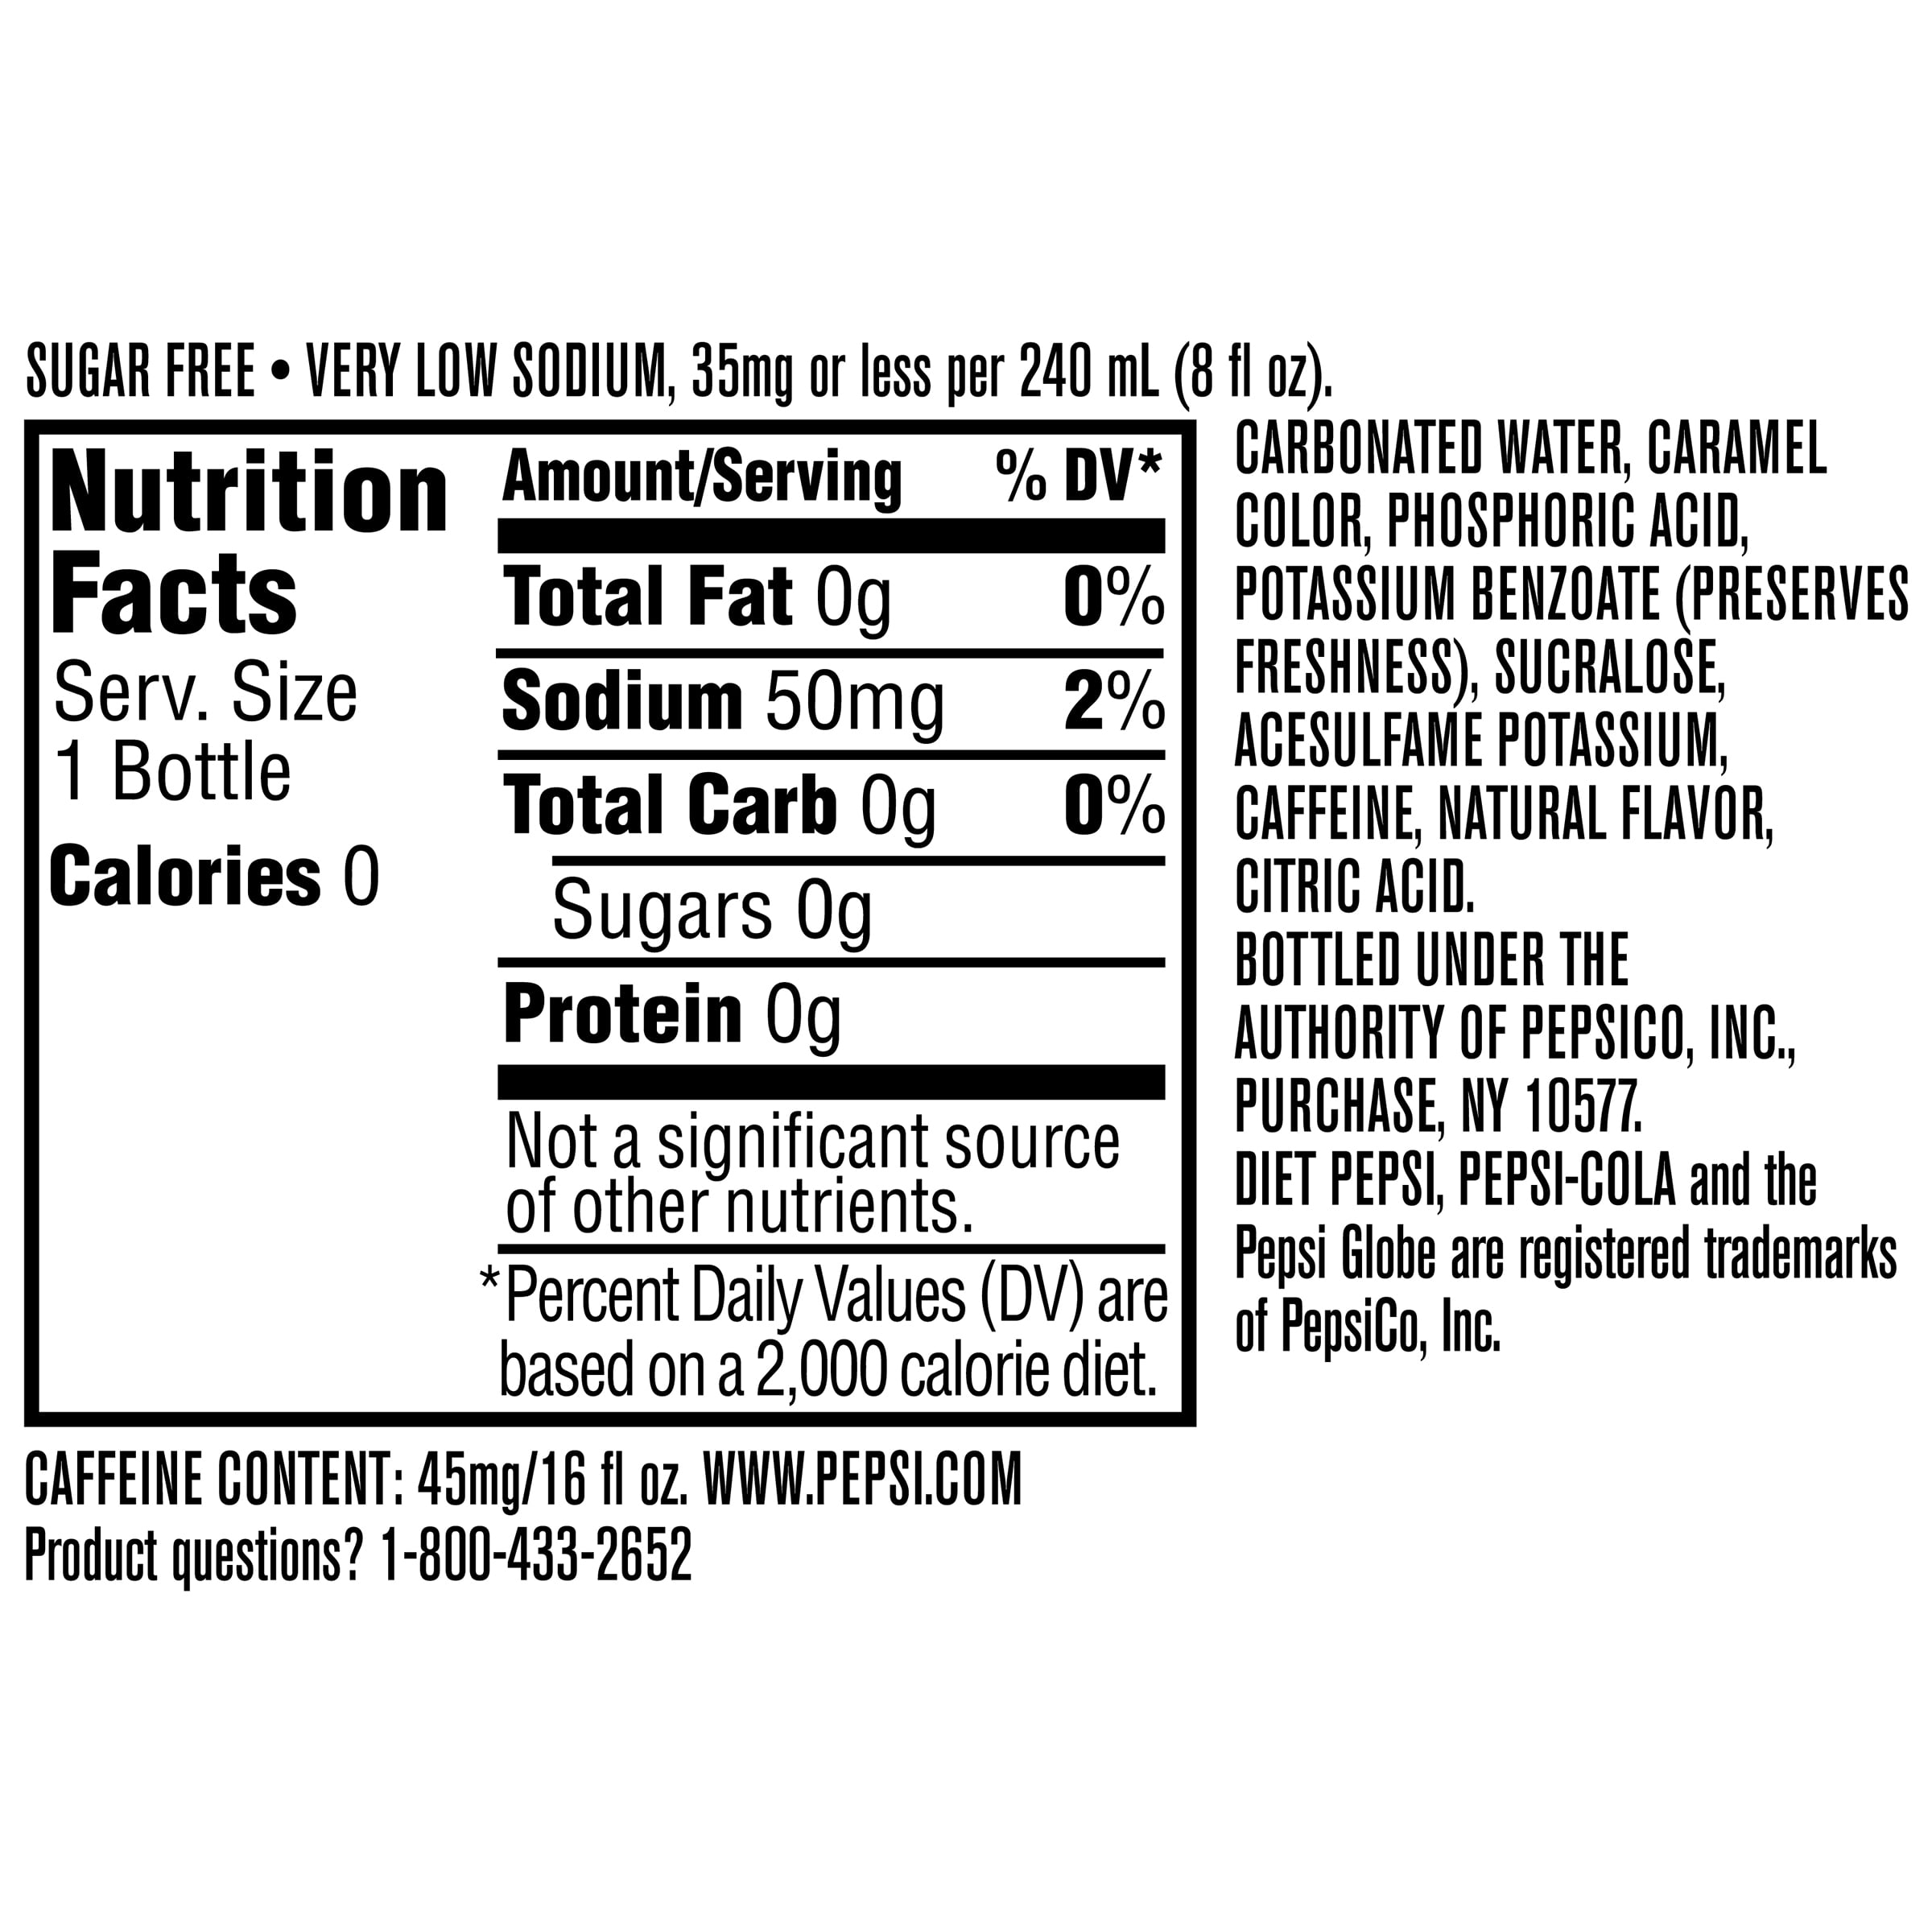 SUGAR FREE • VERY LOW SODIUM, 35mg or less per 240 mL (8 fl oz).
Nutrition
Facts
Serv. Size
1 Bottle
Calories 0
Amount/Serving % DV*
Total Fat 0g 0%
Sodium 50mg 2%
Total Carb 0g 0%
Sugars 0g
Protein 0g
Not a significant source
of other nutrients.
*Percent Daily Values (DV) are
based on a 2,000 calorie diet.
CARBONATED WATER, CARAMEL
COLOR, PHOSPHORIC ACID,
POTASSIUM BENZOATE (PRESERVES
FRESHNESS), SUCRALOSE,
ACESULFAME POTASSIUM,
CAFFEINE, NATURAL FLAVOR,
CITRIC ACID.
BOTTLED UNDER THE
AUTHORITY OF PEPSICO, INC.,
PURCHASE, NY 10577.
DIET PEPSI, PEPSI-COLA and the
Pepsi Globe are registered trademarks
of PepsiCo, Inc.
CAFFEINE CONTENT: 45mg/16 fl oz. WWW.PEPSI.COM
Product questions? 1-800-433-2652